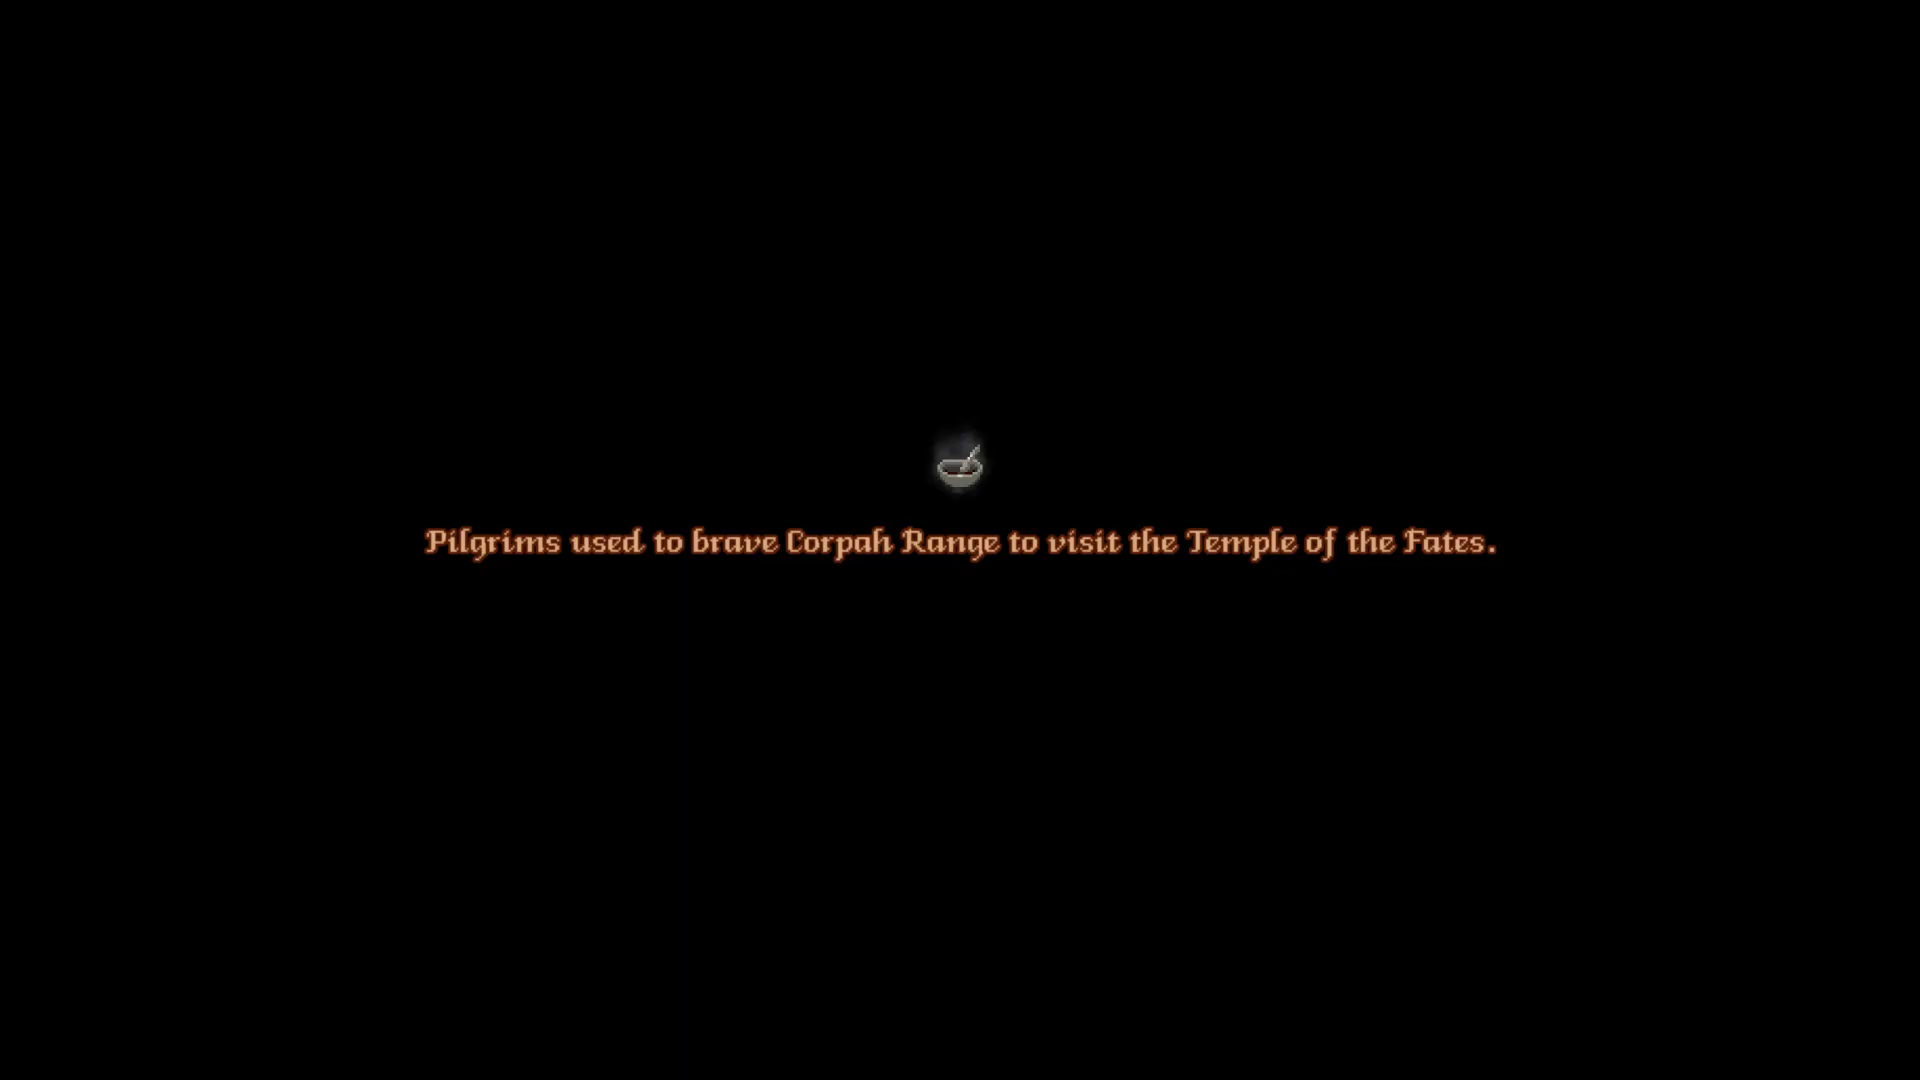 Pilgrims used to brave Corpah Range to visit the Temple of the Fates.